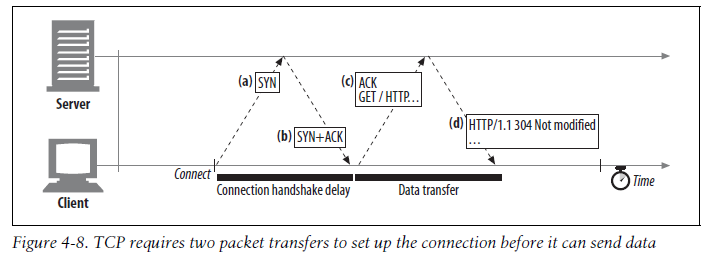 Server
(a) SYN
(b) SYN+ACK
(c) ACK
GET / HTTP...
(d) HTTP/1.1 304 Not modified
...
Connect
Connection handshake delay
Data transfer
Time
Client
Figure 4-8. TCP requires two packet transfers to set up the connection before it can send data